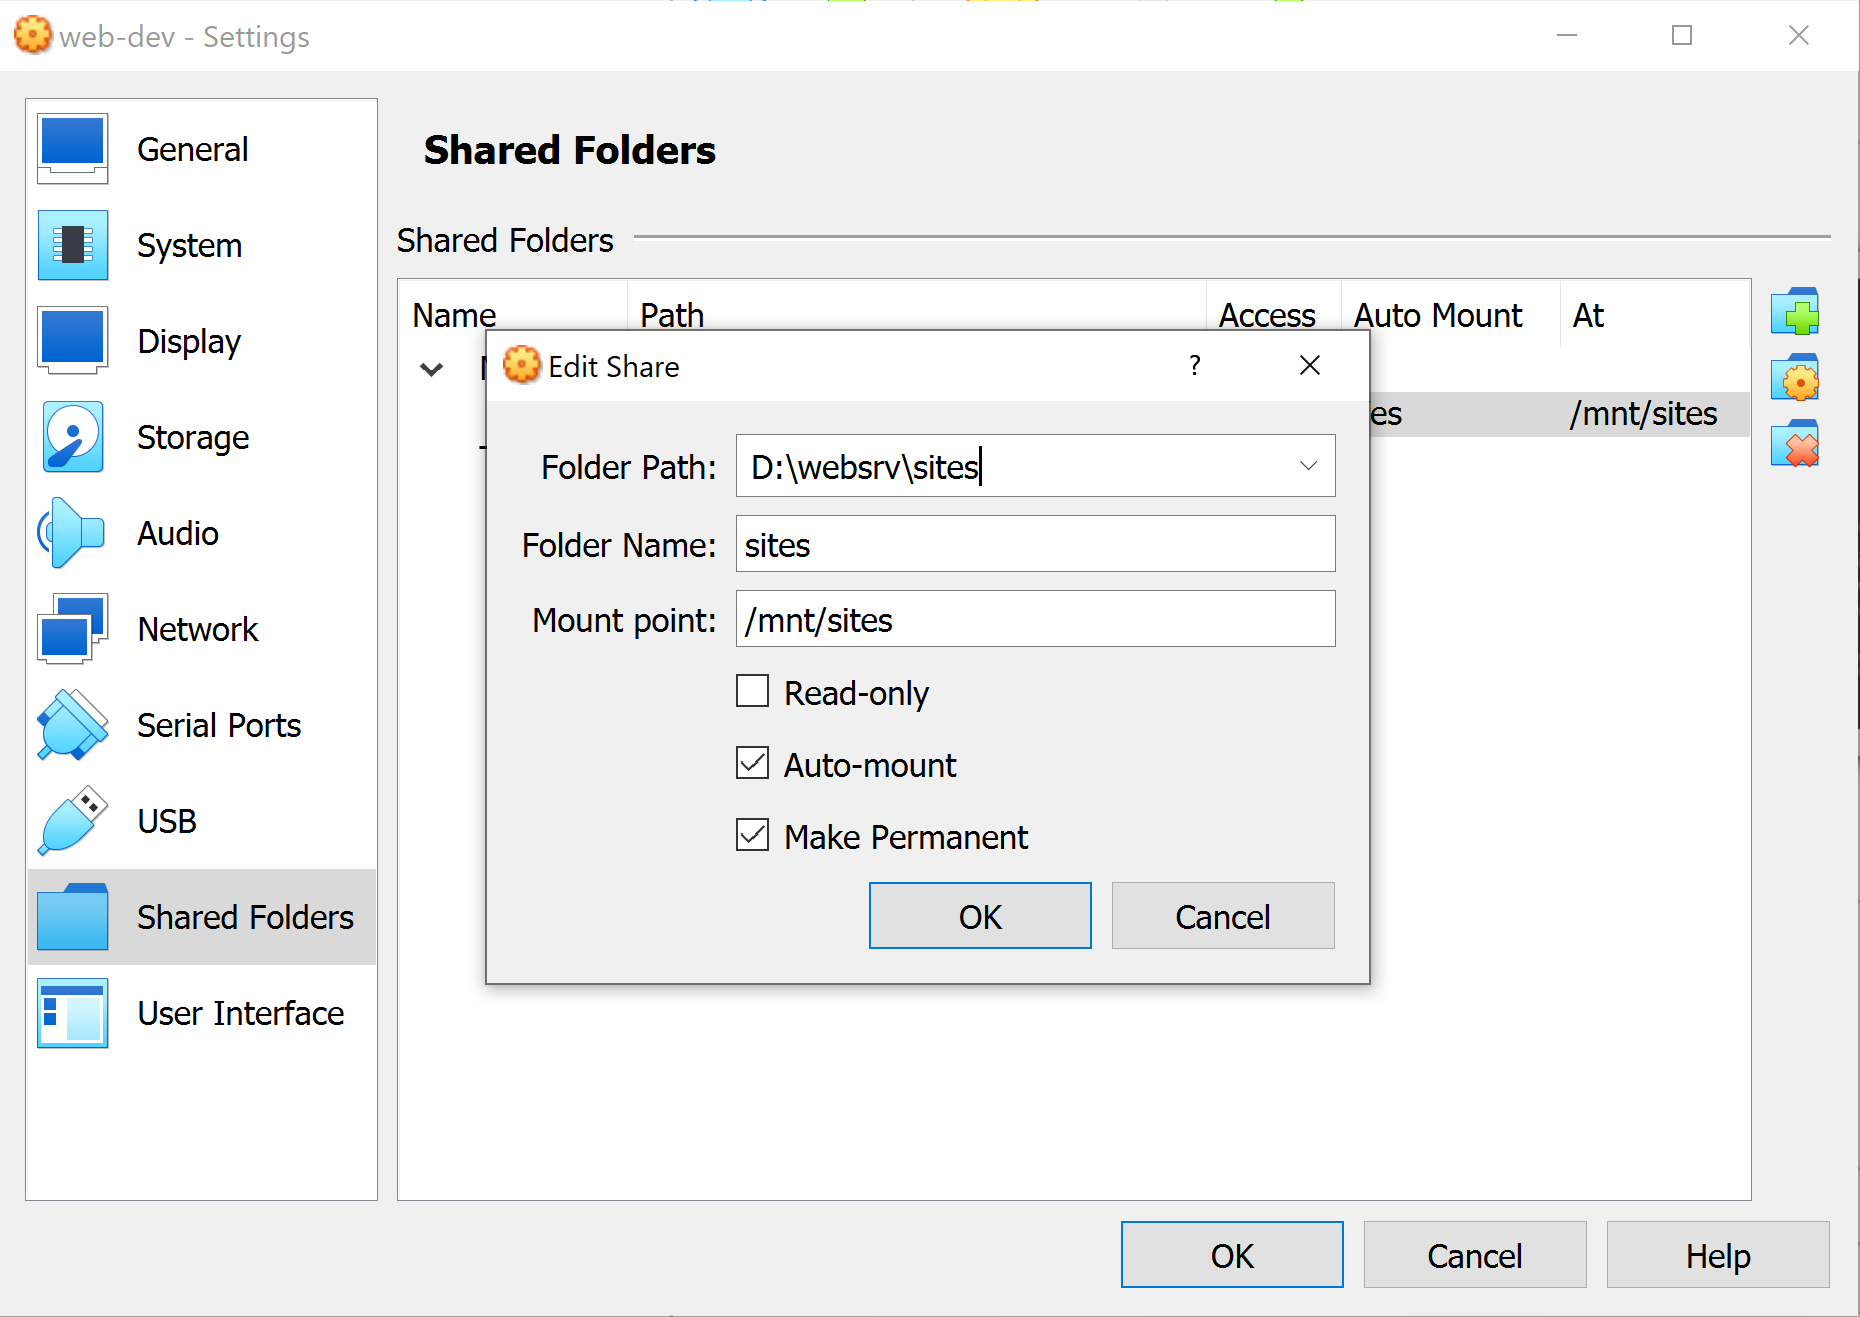 web-dev - Settings
General
System
Display
Storage
Audio
Network
Serial Ports
USB
Shared Folders
User Interface
Shared Folders
Shared Folders
Name Path Access Auto Mount At
/mnt/sites
Edit Share ?
Folder Path: D:\websrv\sites
Folder Name: sites
Mount point: /mnt/sites
Read-only
Auto-mount
Make Permanent
OK Cancel
OK Cancel Help